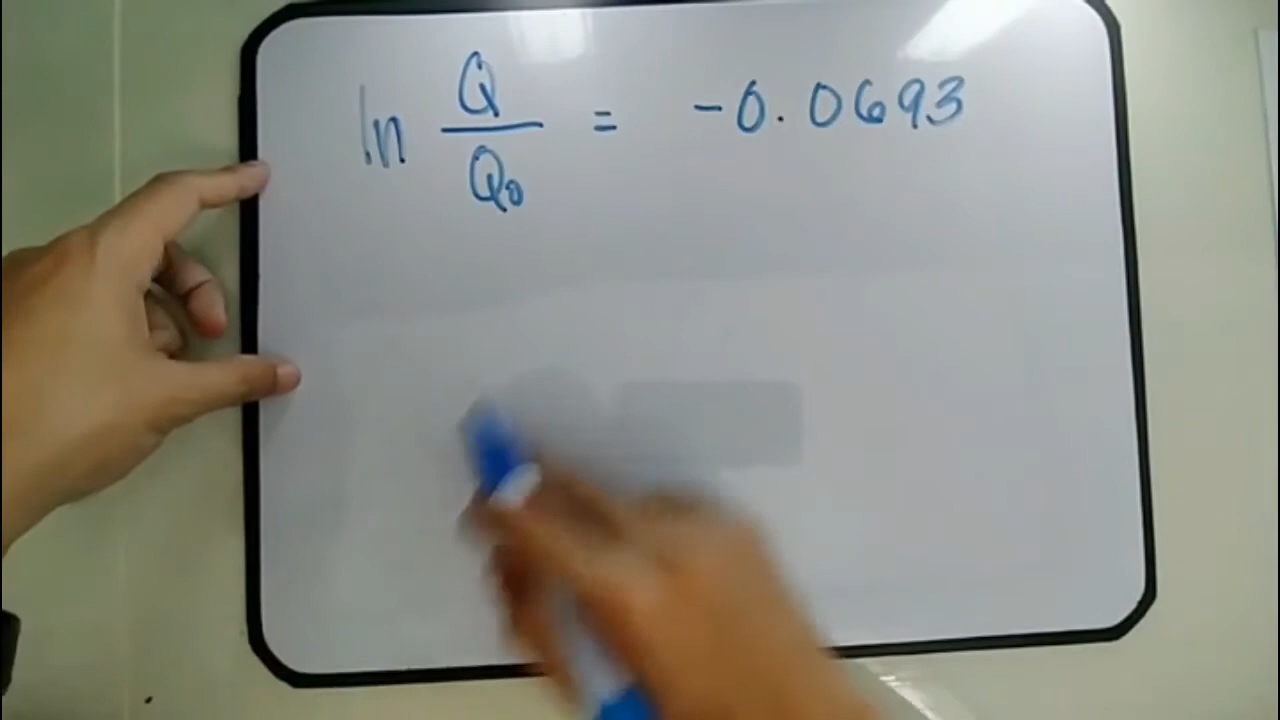 ln Q/Q₀ = -0.0693